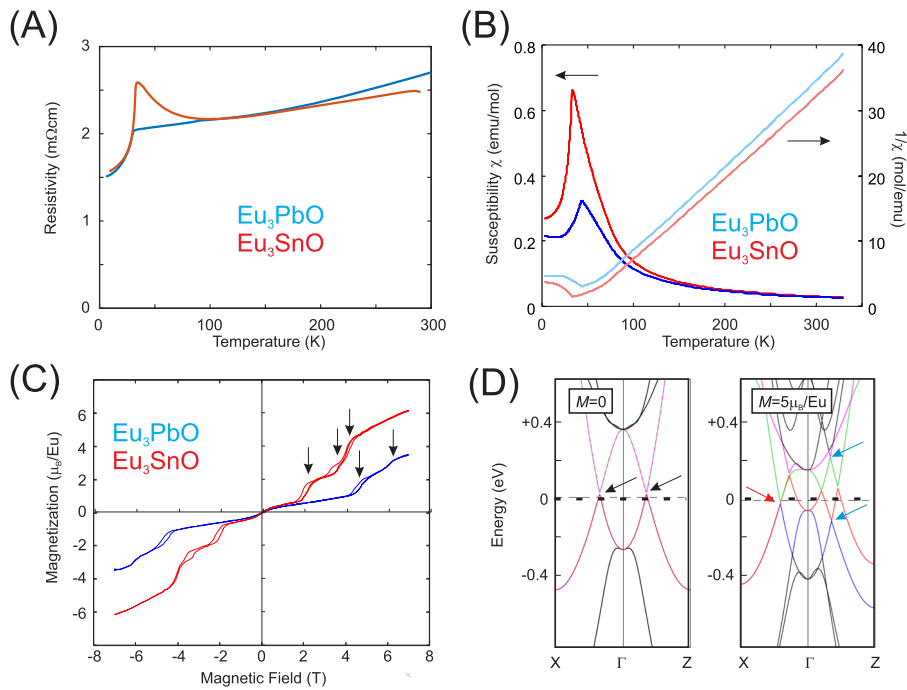 (A)
3
2
1
0
Resistivity (mΩcm)
Eu₃PbO
Eu₃SnO
0 100 200 300
Temperature (K)
(B)
0.8
0.6
0.4
0.2
0
Susceptibility χ (emu/mol)
40
30
20
10
0
1/χ (mol/emu)
Eu₃PbO
Eu₃SnO
0 50 100 150 200 250 300
Temperature (K)
(C)
6
4
2
0
-2
-4
-6
Magnetization (μB/Eu)
Eu₃PbO
Eu₃SnO
-8 -6 -4 -2 0 2 4 6 8
Magnetic Field (T)
(D)
M=0
M=5μB/Eu
+0.4
0
-0.4
Energy (eV)
+0.4
0
-0.4
X Γ Z
X Γ Z